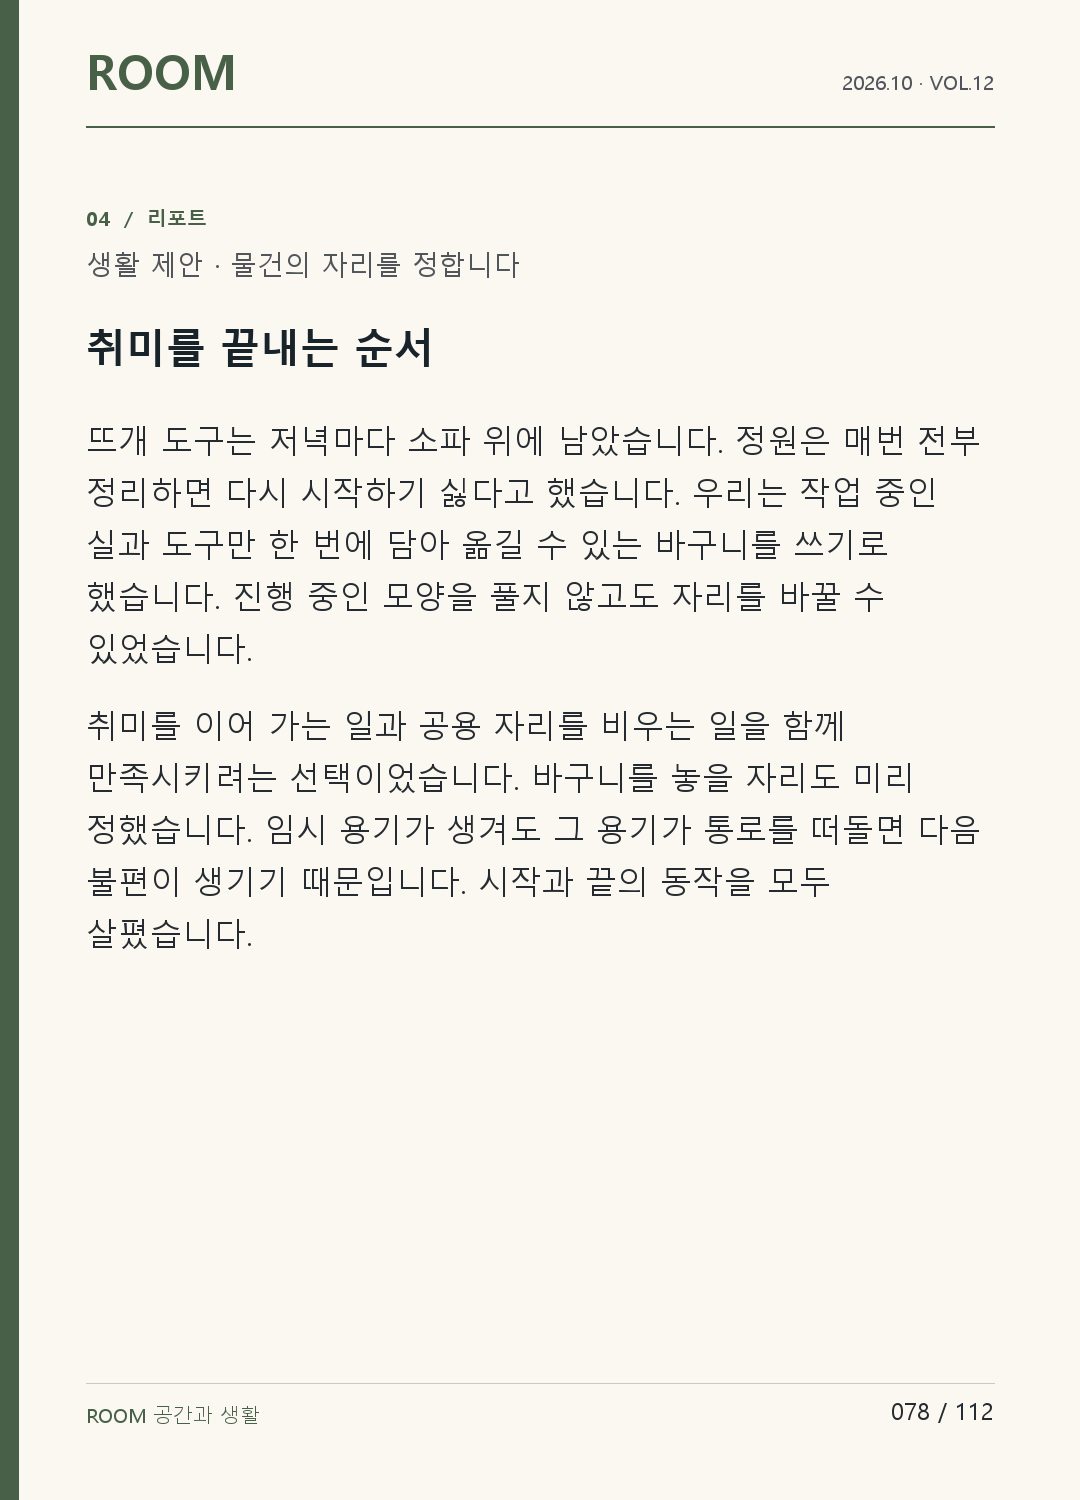 ROOM
2026.10 · VOL.12
04 / 리포트
생활 제안 · 물건의 자리를 정합니다
취미를 끝내는 순서
뜨개 도구는 저녁마다 소파 위에 남았습니다. 정원은 매번 전부
정리하면 다시 시작하기 싫다고 했습니다. 우리는 작업 중인
실과 도구만 한 번에 담아 옮길 수 있는 바구니를 쓰기로
했습니다. 진행 중인 모양을 풀지 않고도 자리를 바꿀 수
있었습니다.
취미를 이어 가는 일과 공용 자리를 비우는 일을 함께
만족시키려는 선택이었습니다. 바구니를 놓을 자리도 미리
정했습니다. 임시 용기가 생겨도 그 용기가 통로를 떠돌면 다음
불편이 생기기 때문입니다. 시작과 끝의 동작을 모두
살폈습니다.
ROOM 공간과 생활
078 / 112